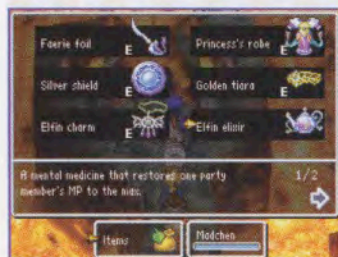 Faerie foil
E
Princess's robe
E
Silver shield
E
Golden tiara
E
Elfin charm
E
Elfin elixir
A mental medicine that restores one party
member's MP to the max.
1/2
Items
Mädchen